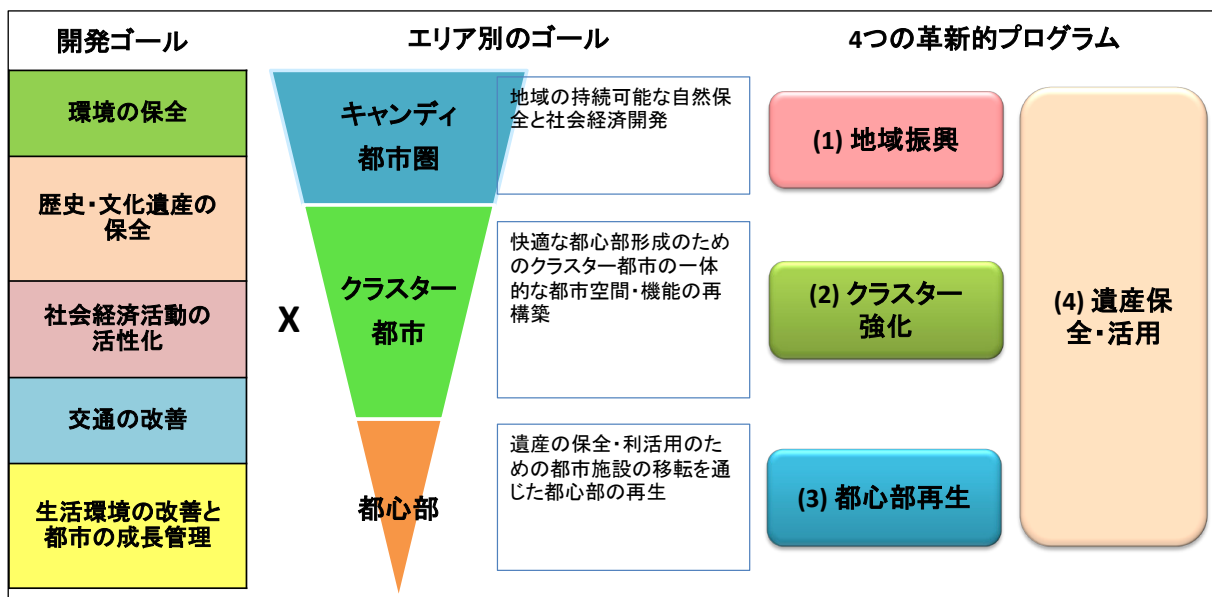 開発ゴール
環境の保全
歴史・文化遺産の
保全
社会経済活動の
活性化
交通の改善
生活環境の改善と
都市の成長管理
X
エリア別のゴール
キャンディ
都市圏
地域の持続可能な自然保
全と社会経済開発
クラスター
都市
快適な都心部形成のため
のクラスター都市の一体
的な都市空間・機能の再
構築
都心部
遺産の保全・利活用のた
めの都市施設の移転を通
じた都心部の再生
4つの革新的プログラム
(1) 地域振興
(2) クラスター
強化
(3) 都心部再生
(4) 遺産保
全・活用